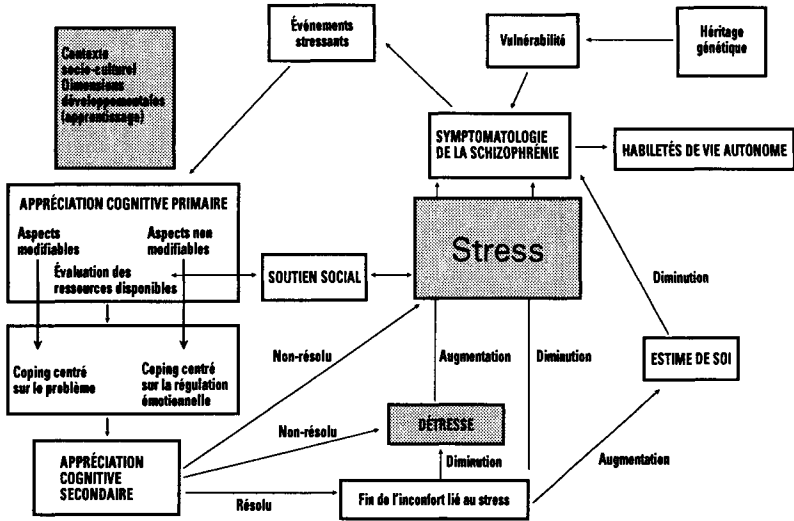 Événements
stressants
Vulnérabilité
Héritage
génétique
Contexte
socio-culturel
Dimensions
développementales
(apprentissage)
SYMPTOMATOLOGIE
DE LA SCHIZOPHRÉNIE
HABILETÉS DE VIE AUTONOME
APPRÉCIATION COGNITIVE PRIMAIRE
Aspects
modifiables
Aspects non
modifiables
Évaluation des
ressources disponibles
SOUTIEN SOCIAL
Stress
Diminution
Coping centré
sur le problème
Coping centré
sur la régulation
émotionnelle
Non-résolu
Augmentation
Diminution
ESTIME DE SOI
DÉTRESSE
Non-résolu
APPRÉCIATION
COGNITIVE
SECONDAIRE
Diminution
Augmentation
Résolu
Fin de l'inconfort lié au stress